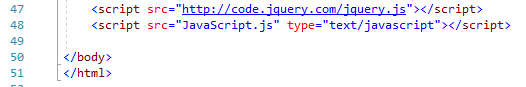 47 <script src="http://code.jquery.com/jquery.js"></script>
48 <script src="JavaScript.js" type="text/javascript"></script>
49
50 </body>
51 </html>